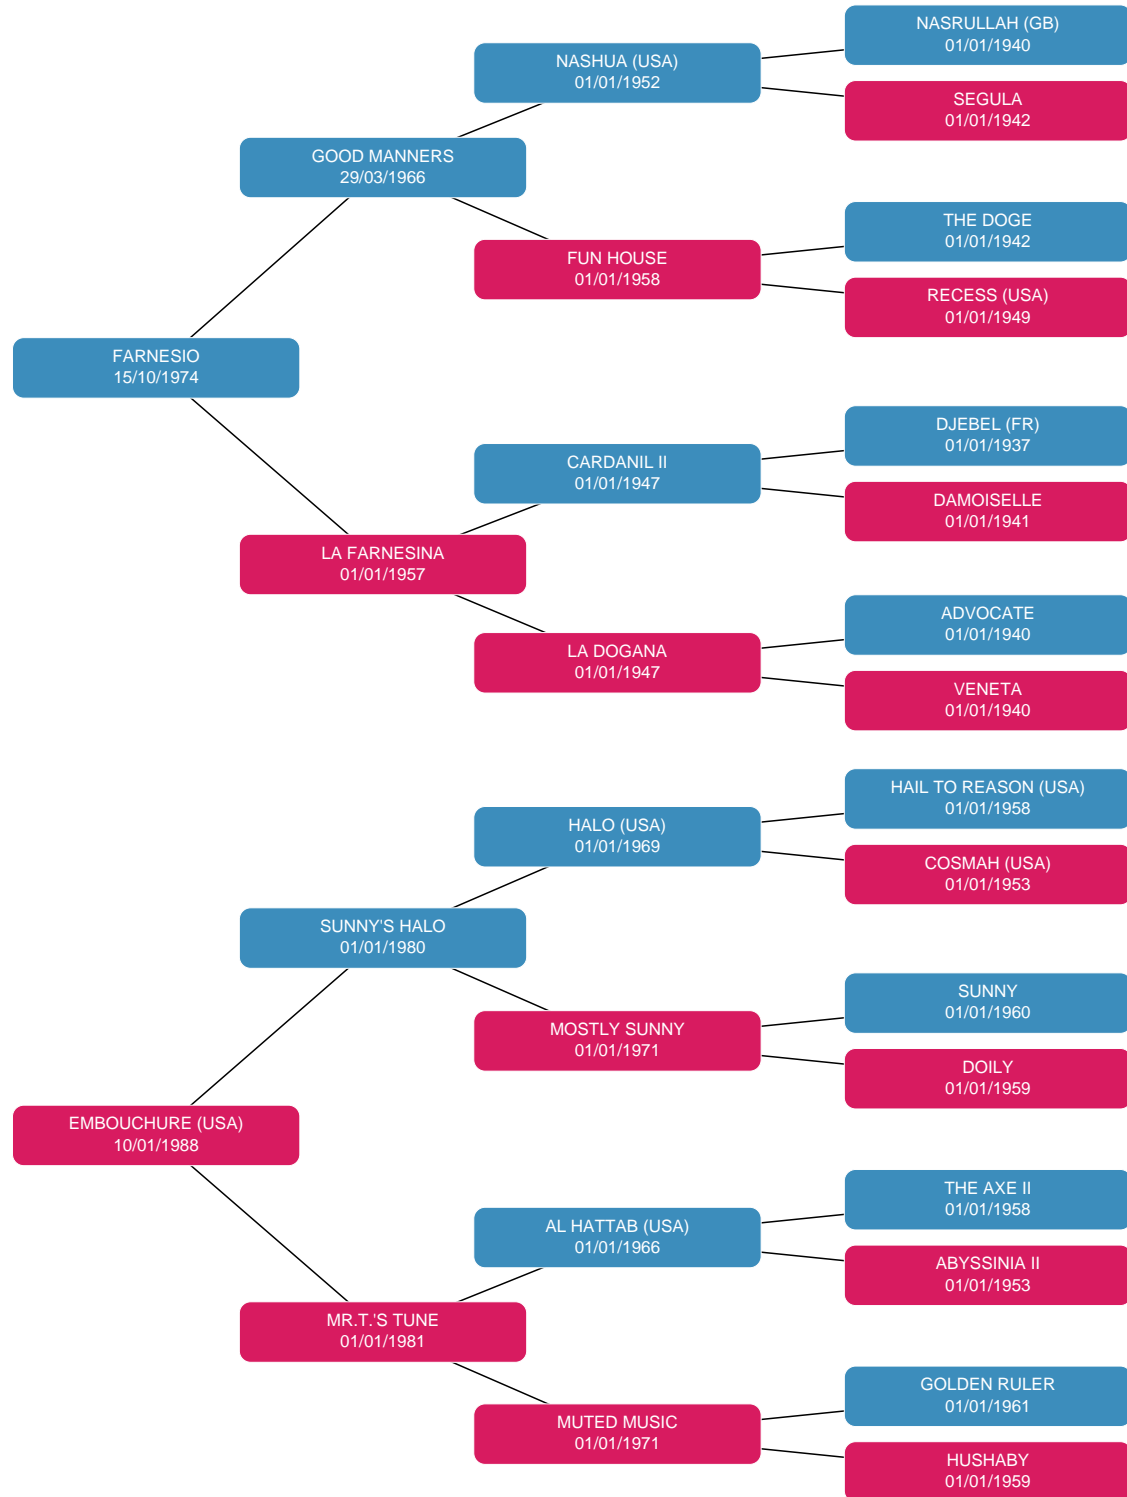 NASRULLAH (GB)
01/01/1940
NASHUA (USA)
01/01/1952
SEGULA
01/01/1942
GOOD MANNERS
29/03/1966
THE DOGE
01/01/1942
FUN HOUSE
01/01/1958
RECESS (USA)
01/01/1949
FARNESIO
15/10/1974
DJEBEL (FR)
01/01/1937
CARDANIL II
01/01/1947
DAMOISELLE
01/01/1941
LA FARNESINA
01/01/1957
ADVOCATE
01/01/1940
LA DOGANA
01/01/1947
VENETA
01/01/1940
HAIL TO REASON (USA)
01/01/1958
HALO (USA)
01/01/1969
COSMAH (USA)
01/01/1953
SUNNY'S HALO
01/01/1980
SUNNY
01/01/1960
MOSTLY SUNNY
01/01/1971
DOILY
01/01/1959
EMBOUCHURE (USA)
10/01/1988
THE AXE II
01/01/1958
AL HATTAB (USA)
01/01/1966
ABYSSINIA II
01/01/1953
MR.T.'S TUNE
01/01/1981
GOLDEN RULER
01/01/1961
MUTED MUSIC
01/01/1971
HUSHABY
01/01/1959